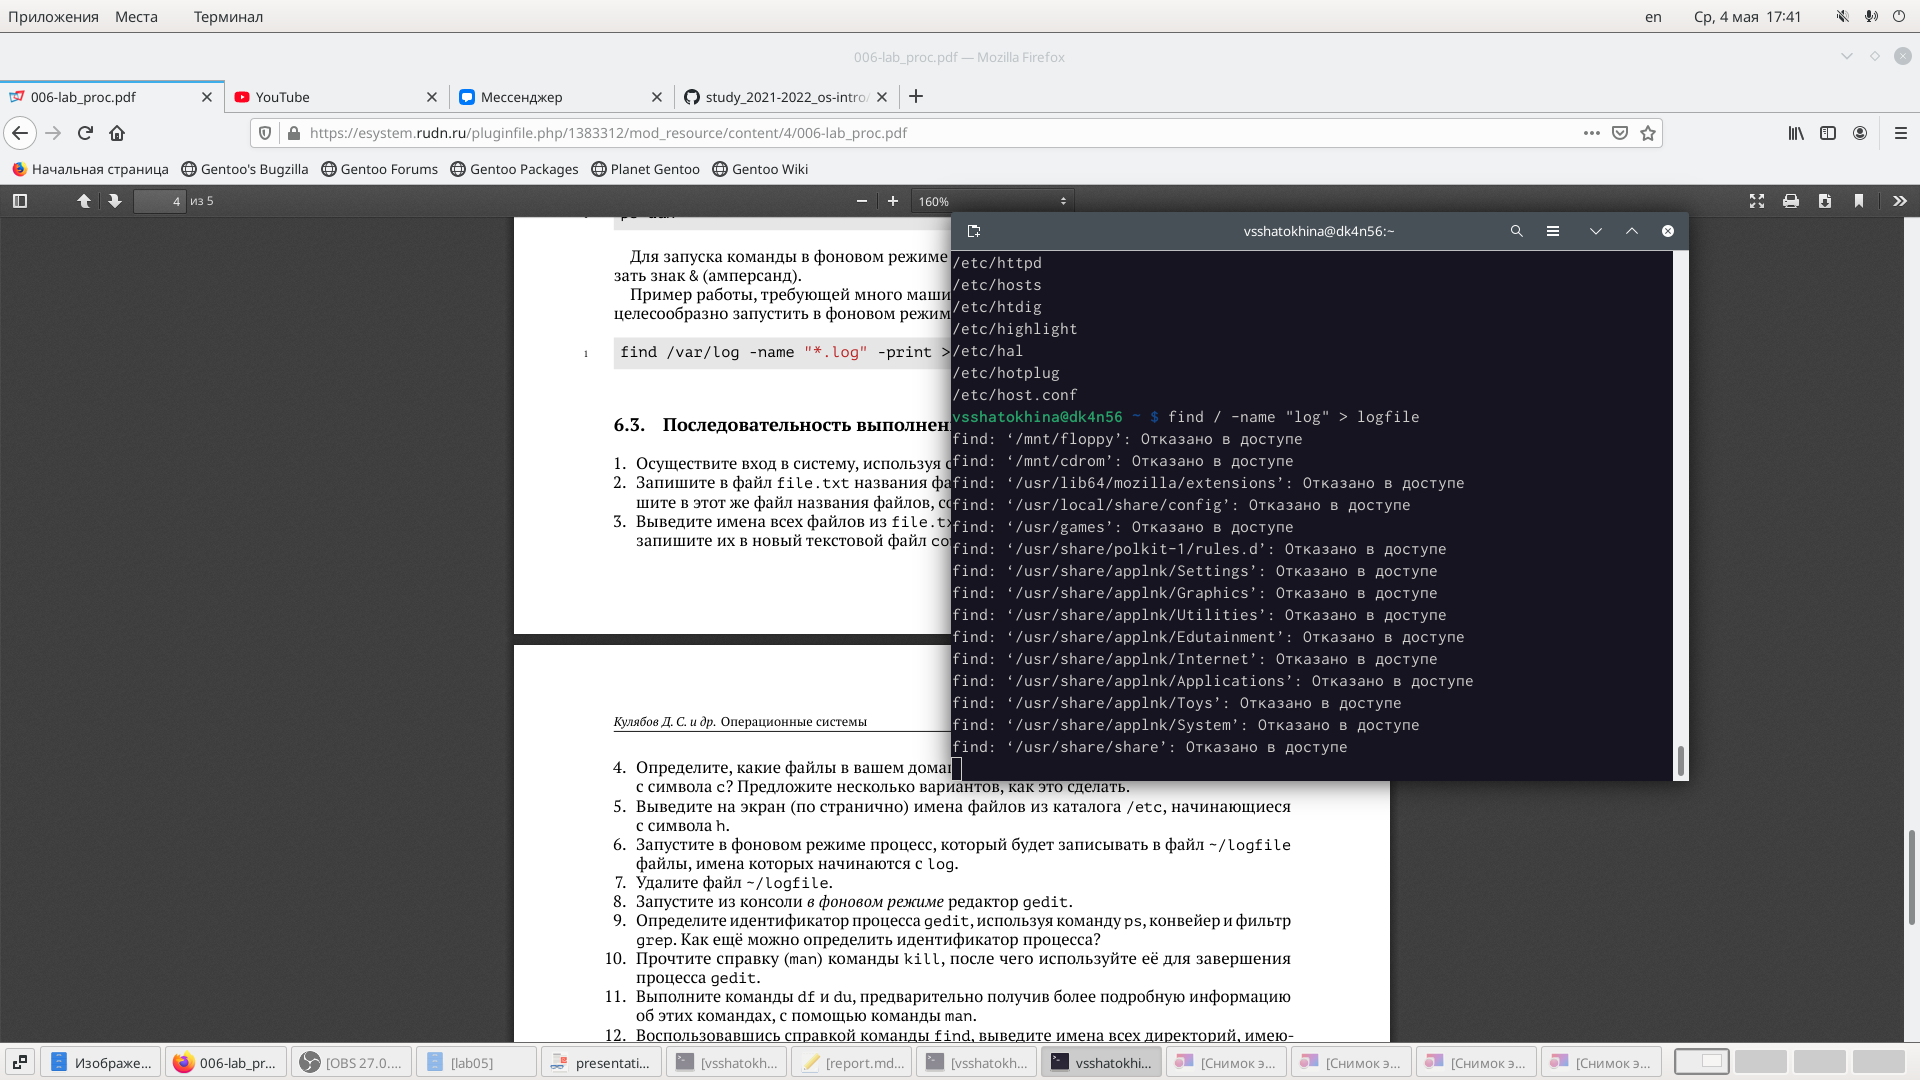 Приложения Места Терминал en Ср, 4 мая 17:41
006-lab_proc.pdf — Mozilla Firefox
006-lab_proc.pdf YouTube Мессенджер study_2021-2022_os-intro/
https://esystem.rudn.ru/pluginfile.php/1383312/mod_resource/content/4/006-lab_proc.pdf
Начальная страница Gentoo's Bugzilla Gentoo Forums Gentoo Packages Planet Gentoo Gentoo Wiki
4 из 5 160%
Для запуска команды в фоновом режиме
зать знак & (амперсанд).
Пример работы, требующей много маши
целесообразно запустить в фоновом режим
1 find /var/log -name "*.log" -print >
6.3. Последовательность выполнен
1. Осуществите вход в систему, используя
2. Запишите в файл file.txt названия фа
шите в этот же файл названия файлов, со
3. Выведите имена всех файлов из file.tx
запишите их в новый текстовой файл co
Кулябов Д. С. и др. Операционные системы
4. Определите, какие файлы в вашем дома
с символа c? Предложите несколько вариантов, как это сделать.
5. Выведите на экран (по странично) имена файлов из каталога /etc, начинающиеся
с символа h.
6. Запустите в фоновом режиме процесс, который будет записывать в файл ~/logfile
файлы, имена которых начинаются с log.
7. Удалите файл ~/logfile.
8. Запустите из консоли в фоновом режиме редактор gedit.
9. Определите идентификатор процесса gedit, используя команду ps, конвейер и фильтр
grep. Как ещё можно определить идентификатор процесса?
10. Прочтите справку (man) команды kill, после чего используйте её для завершения
процесса gedit.
11. Выполните команды df и du, предварительно получив более подробную информацию
об этих командах, с помощью команды man.
12. Воспользовавшись справкой команды find, выведите имена всех директорий, имею-
vsshatokhina@dk4n56:~
/etc/httpd
/etc/hosts
/etc/htdig
/etc/highlight
/etc/hal
/etc/hotplug
/etc/host.conf
vsshatokhina@dk4n56 ~ $ find / -name "log" > logfile
find: ‘/mnt/floppy’: Отказано в доступе
find: ‘/mnt/cdrom’: Отказано в доступе
find: ‘/usr/lib64/mozilla/extensions’: Отказано в доступе
find: ‘/usr/local/share/config’: Отказано в доступе
find: ‘/usr/games’: Отказано в доступе
find: ‘/usr/share/polkit-1/rules.d’: Отказано в доступе
find: ‘/usr/share/applnk/Settings’: Отказано в доступе
find: ‘/usr/share/applnk/Graphics’: Отказано в доступе
find: ‘/usr/share/applnk/Utilities’: Отказано в доступе
find: ‘/usr/share/applnk/Edutainment’: Отказано в доступе
find: ‘/usr/share/applnk/Internet’: Отказано в доступе
find: ‘/usr/share/applnk/Applications’: Отказано в доступе
find: ‘/usr/share/applnk/Toys’: Отказано в доступе
find: ‘/usr/share/applnk/System’: Отказано в доступе
find: ‘/usr/share/share’: Отказано в доступе
Изображе... 006-lab_pr... [OBS 27.0.... [lab05] presentati... [vsshatokh... [report.md... [vsshatokh... vsshatokhi... [Снимок э... [Снимок э... [Снимок э... [Снимок э...